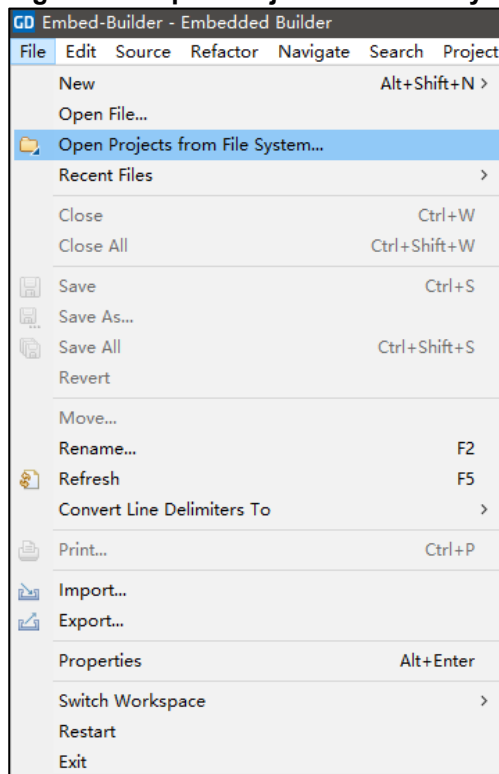 GD Embed-Builder - Embedded Builder
File Edit Source Refactor Navigate Search Project
New Alt+Shift+N >
Open File...
Open Projects from File System...
Recent Files >
Close Ctrl+W
Close All Ctrl+Shift+W
Save Ctrl+S
Save As...
Save All Ctrl+Shift+S
Revert
Move...
Rename... F2
Refresh F5
Convert Line Delimiters To >
Print... Ctrl+P
Import...
Export...
Properties Alt+Enter
Switch Workspace >
Restart
Exit